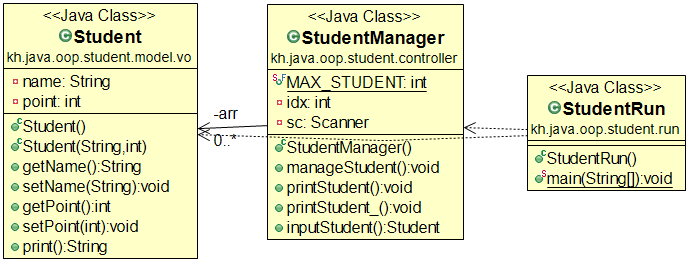 <<Java Class>>
Student
kh.java.oop.student.model.vo
name: String
point: int
Student()
Student(String,int)
getName():String
setName(String):void
getPoint():int
setPoint(int):void
print():String
-arr
0..*
<<Java Class>>
StudentManager
kh.java.oop.student.controller
MAX_STUDENT: int
idx: int
sc: Scanner
StudentManager()
manageStudent():void
printStudent():void
printStudent_():void
inputStudent():Student
<<Java Class>>
StudentRun
kh.java.oop.student.run
StudentRun()
main(String[]):void